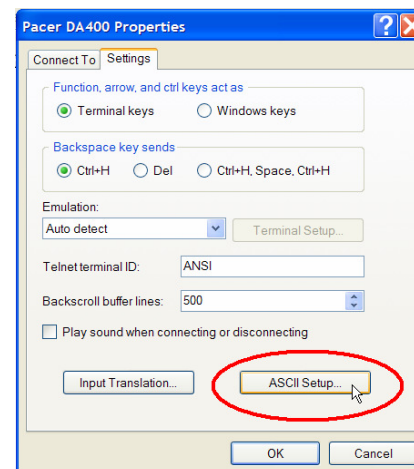 Pacer DA400 Properties
Connect To Settings
Function, arrow, and ctrl keys act as
Terminal keys Windows keys
Backspace key sends
Ctrl+H Del Ctrl+H, Space, Ctrl+H
Emulation:
Auto detect Terminal Setup...
Telnet terminal ID: ANSI
Backscroll buffer lines: 500
Play sound when connecting or disconnecting
Input Translation... ASCII Setup...
OK Cancel